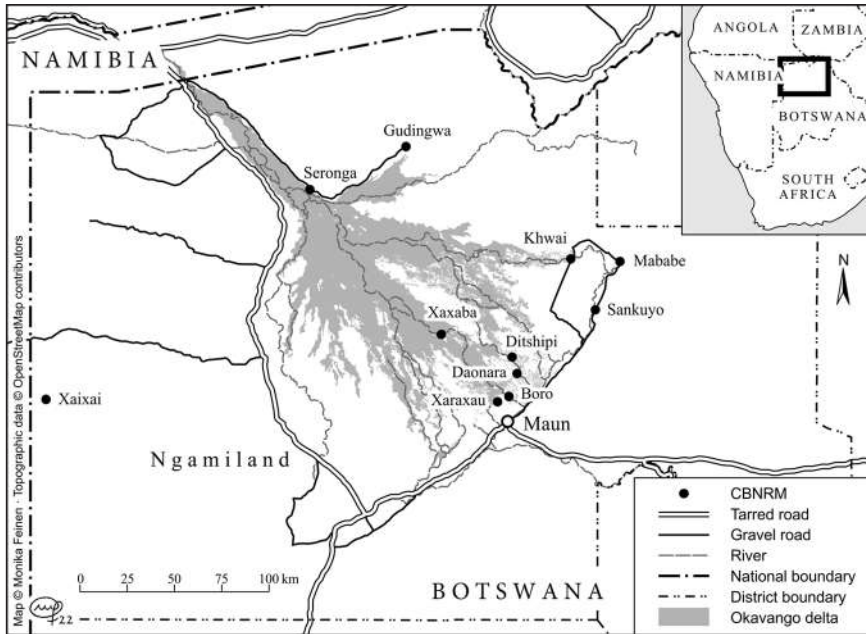 NAMIBIA
ANGOLA
ZAMBIA
NAMIBIA
BOTSWANA
SOUTH
AFRICA
Gudingwa
Seronga
Khwai
Mababe
N
Sankuyo
Xaxaba
Ditshipi
Daonara
Xaixai
Xaraxau
Boro
Maun
Ngamiland
0 25 50 75 100 km
BOTSWANA
CBNRM
Tarred road
Gravel road
River
National boundary
District boundary
Okavango delta
Map © Monika Feinen · Topographic data © OpenStreetMap contributors
22